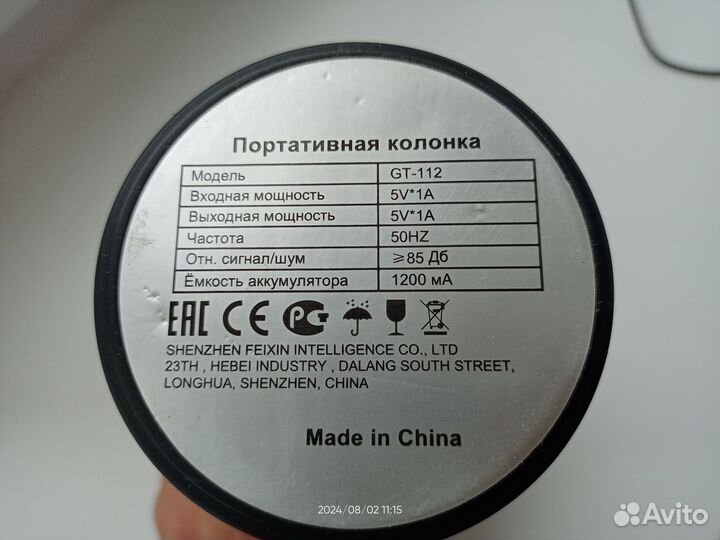 Портативная колонка
Модель GT-112
Входная мощность 5V*1A
Выходная мощность 5V*1A
Частота 50HZ
Отн. сигнал/шум ≥85 Дб
Ёмкость аккумулятора 1200 мА
EAC CE PG
SHENZHEN FEIXIN INTELLIGENCE CO., LTD
23TH , HEBEI INDUSTRY , DALANG SOUTH STREET,
LONGHUA, SHENZHEN, CHINA
Made in China
2024/08/02 11:15
Avito